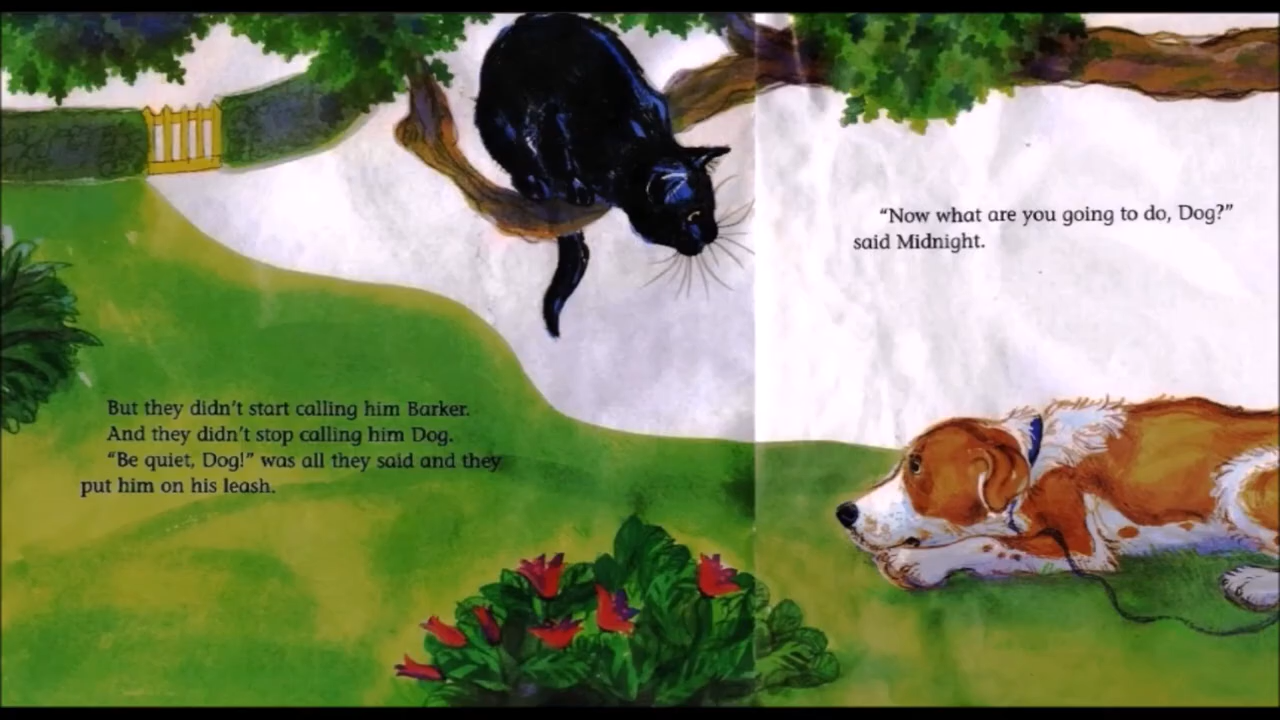 But they didn't start calling him Barker.
And they didn't stop calling him Dog.
"Be quiet, Dog!" was all they said and they
put him on his leash.
"Now what are you going to do, Dog?"
said Midnight.